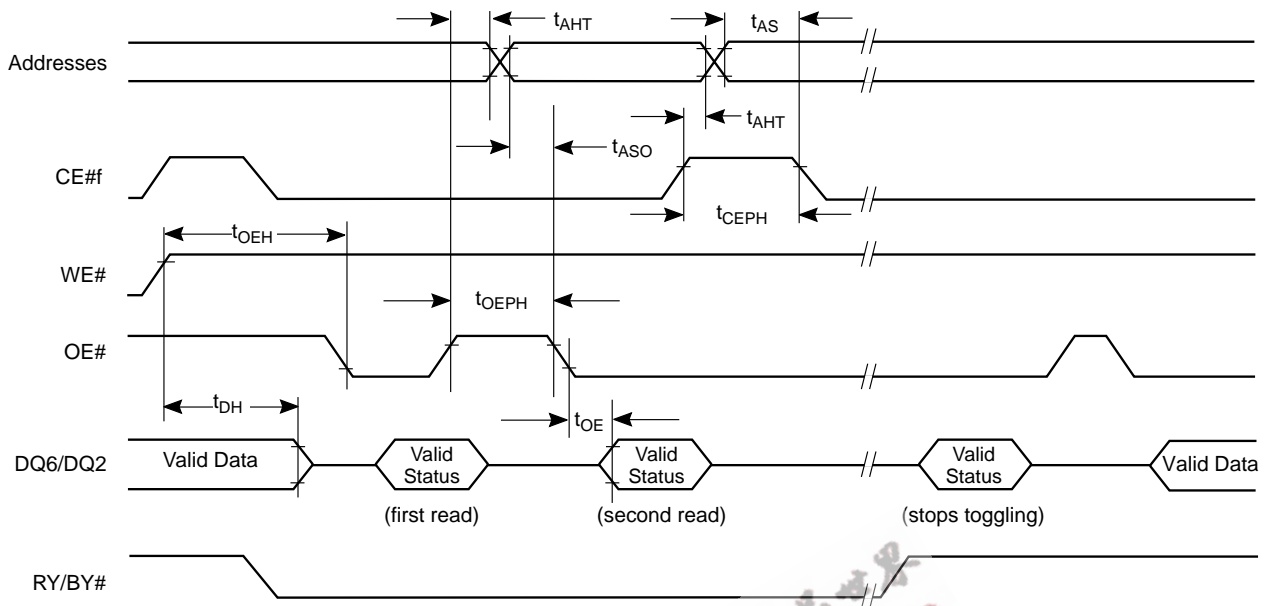 tAHT
tAS
Addresses
tAHT
tASO
CE#f
tCEPH
tOEH
WE#
tOEPH
OE#
tDH
tOE
DQ6/DQ2
Valid Data
Valid
Status
Valid
Status
Valid
Status
Valid Data
(first read)
(second read)
(stops toggling)
RY/BY#